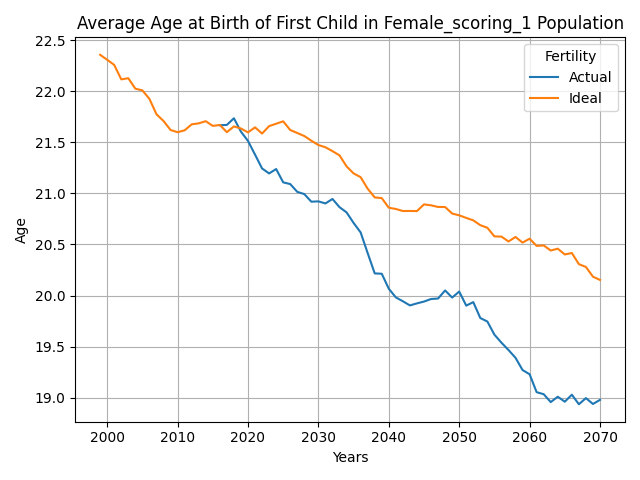 Average Age at Birth of First Child in Female_scoring_1 Population
22.5
22.0
21.5
21.0
20.5
20.0
19.5
19.0
Age
Fertility
Actual
Ideal
2000 2010 2020 2030 2040 2050 2060 2070
Years